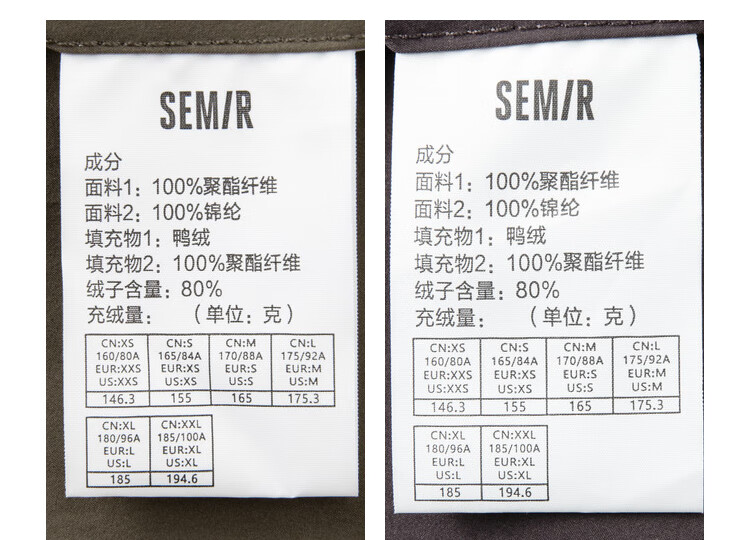 SEMIR
成分
面料1：100%聚酯纤维
面料2：100%锦纶
填充物1：鸭绒
填充物2：100%聚酯纤维
绒子含量：80%
充绒量： （单位：克）
CN:XS CN:S CN:M CN:L
160/80A 165/84A 170/88A 175/92A
EUR:XXS EUR:XS EUR:S EUR:M
US:XXS US:XS US:S US:M
146.3 155 165 175.3
CN:XL CN:XXL
180/96A 185/100A
EUR:L EUR:XL
US:L US:XL
185 194.6
SEMIR
成分
面料1：100%聚酯纤维
面料2：100%锦纶
填充物1：鸭绒
填充物2：100%聚酯纤维
绒子含量：80%
充绒量： （单位：克）
CN:XS CN:S CN:M CN:L
160/80A 165/84A 170/88A 175/92A
EUR:XXS EUR:XS EUR:S EUR:M
US:XXS US:XS US:S US:M
146.3 155 165 175.3
CN:XL CN:XXL
180/96A 185/100A
EUR:L EUR:XL
US:L US:XL
185 194.6